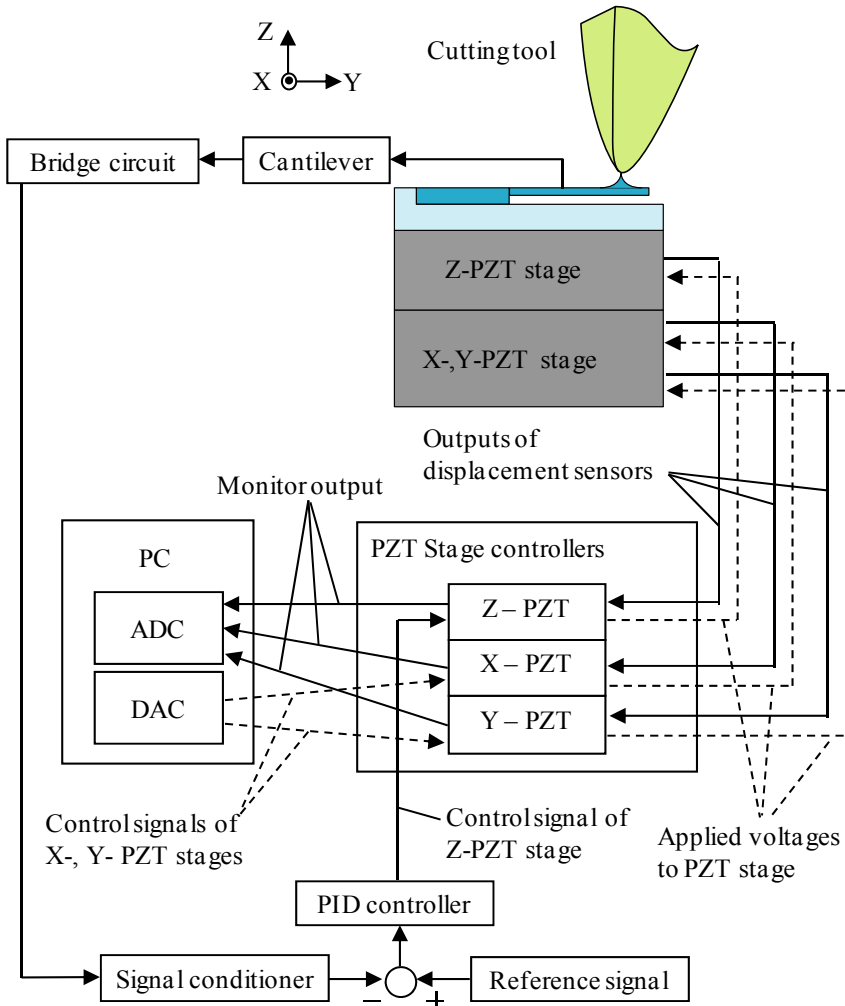 Z
X
Y
Cutting tool
Bridge circuit
Cantilever
Z-PZT stage
X-,Y-PZT stage
Outputs of
displacement sensors
Monitor output
PC
PZT Stage controllers
ADC
Z – PZT
X – PZT
DAC
Y – PZT
Control signals of
X-, Y- PZT stages
Control signal of
Z-PZT stage
Applied voltages
to PZT stage
PID controller
Signal conditioner
Reference signal
– +